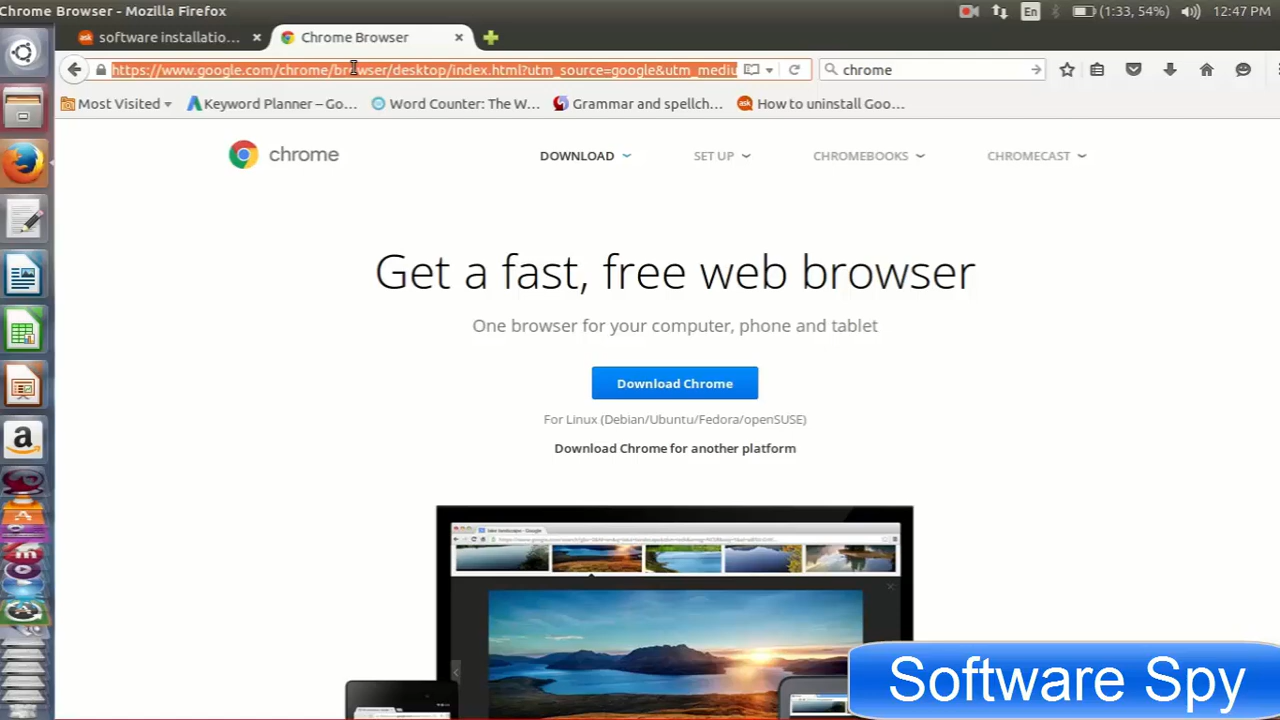 Chrome Browser - Mozilla Firefox
En
(1:33, 54%)
12:47 PM
software installatio...
Chrome Browser
https://www.google.com/chrome/browser/desktop/index.html?utm_source=google&utm_mediu
chrome
Most Visited
Keyword Planner – Go...
Word Counter: The W...
Grammar and spellch...
How to uninstall Goo...
chrome
DOWNLOAD
SET UP
CHROMEBOOKS
CHROMECAST
Get a fast, free web browser
One browser for your computer, phone and tablet
Download Chrome
For Linux (Debian/Ubuntu/Fedora/openSUSE)
Download Chrome for another platform
Software Spy